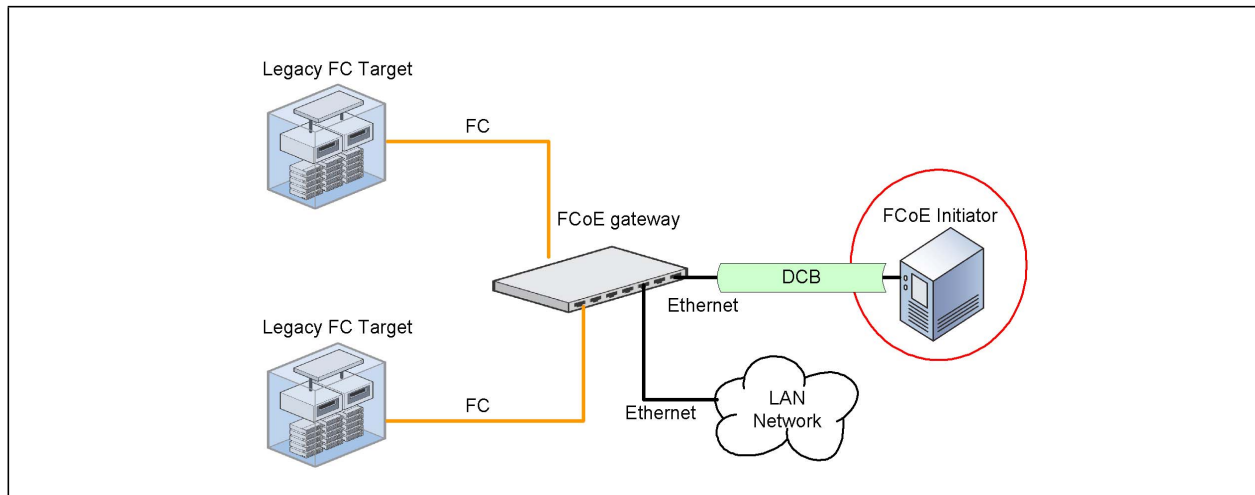 Legacy FC Target
FC
FCoE gateway
FCoE Initiator
DCB
Ethernet
Legacy FC Target
FC
Ethernet
LAN
Network